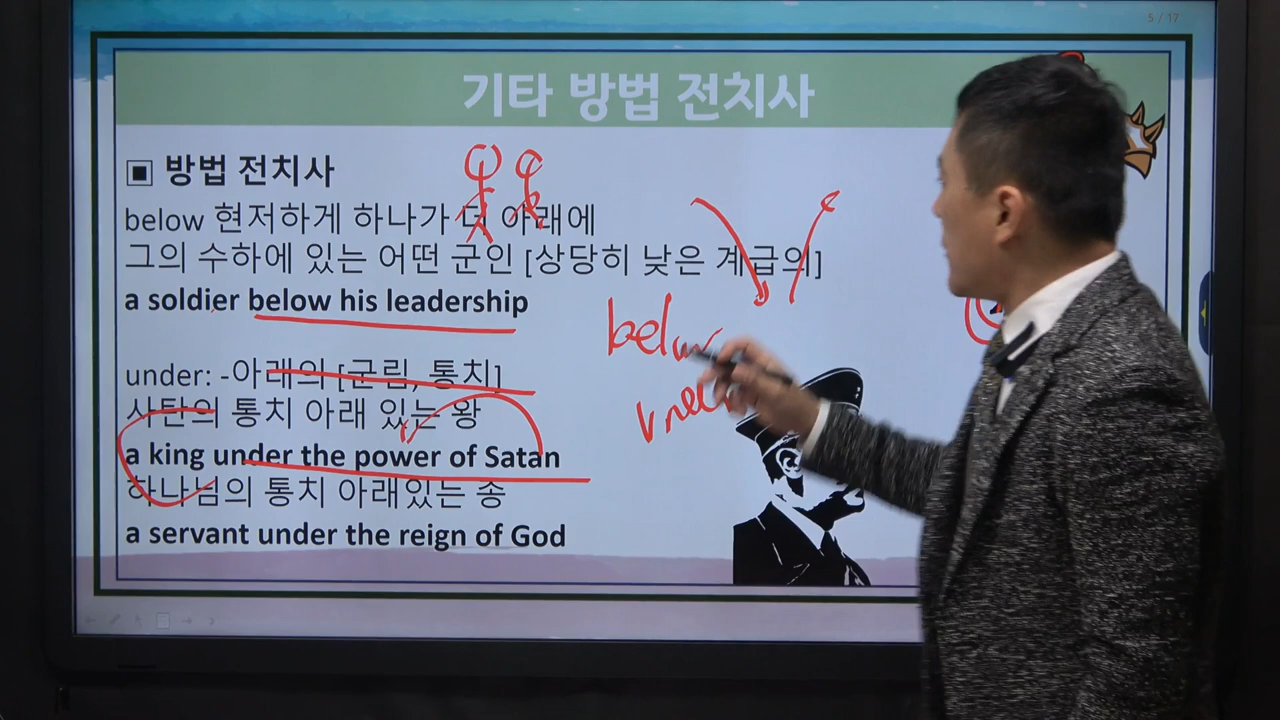 5 / 17
기타 방법 전치사
▣ 방법 전치사
below 현저하게 하나가 더 아래에
그의 수하에 있는 어떤 군인 [상당히 낮은 계급의]
a soldier below his leadership
below
under: -아래의 [군림, 통치]
사탄의 통치 아래 있는 왕
a king under the power of Satan
하나님의 통치 아래있는 종
a servant under the reign of God